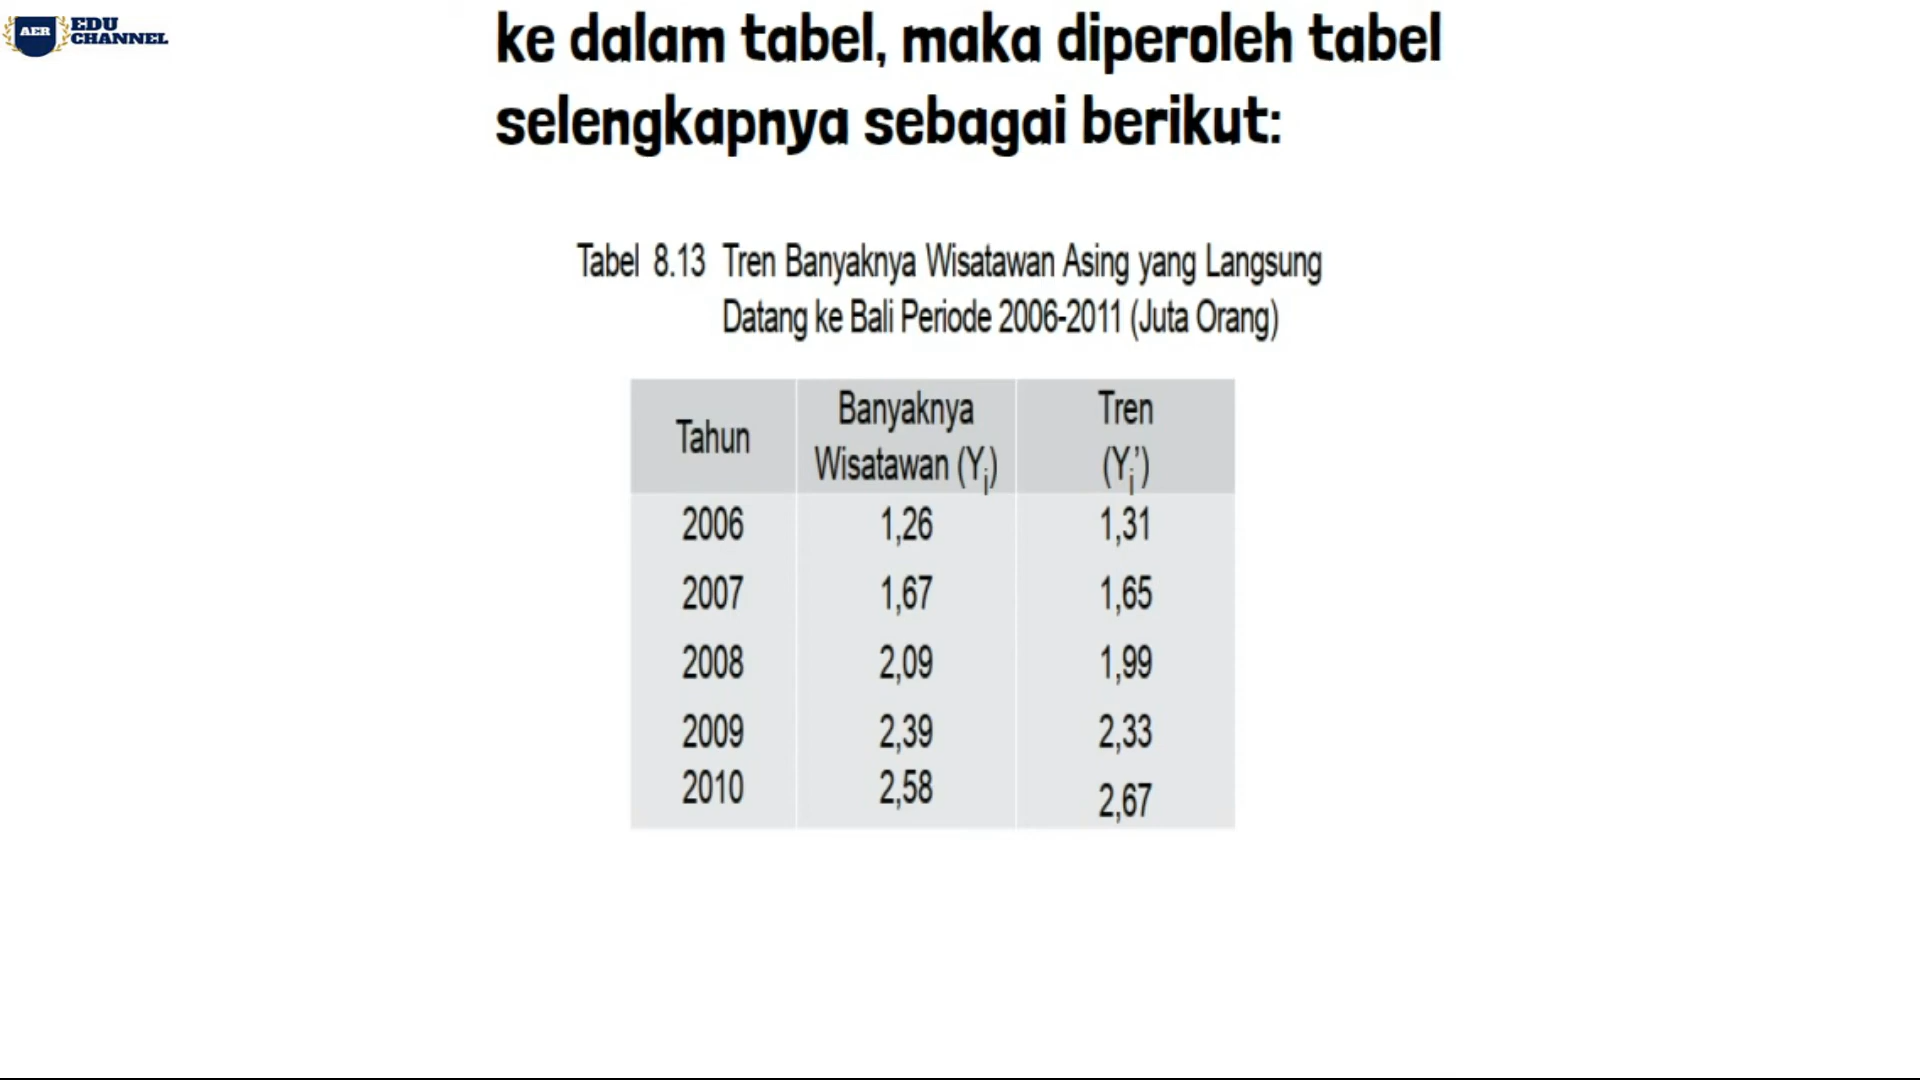 AER
EDU
CHANNEL
ke dalam tabel, maka diperoleh tabel
selengkapnya sebagai berikut:
Tabel 8.13 Tren Banyaknya Wisatawan Asing yang Langsung
Datang ke Bali Periode 2006-2011 (Juta Orang)
Tahun Banyaknya Wisatawan (Yi) Tren (Yi’)
2006 1,26 1,31
2007 1,67 1,65
2008 2,09 1,99
2009 2,39 2,33
2010 2,58 2,67